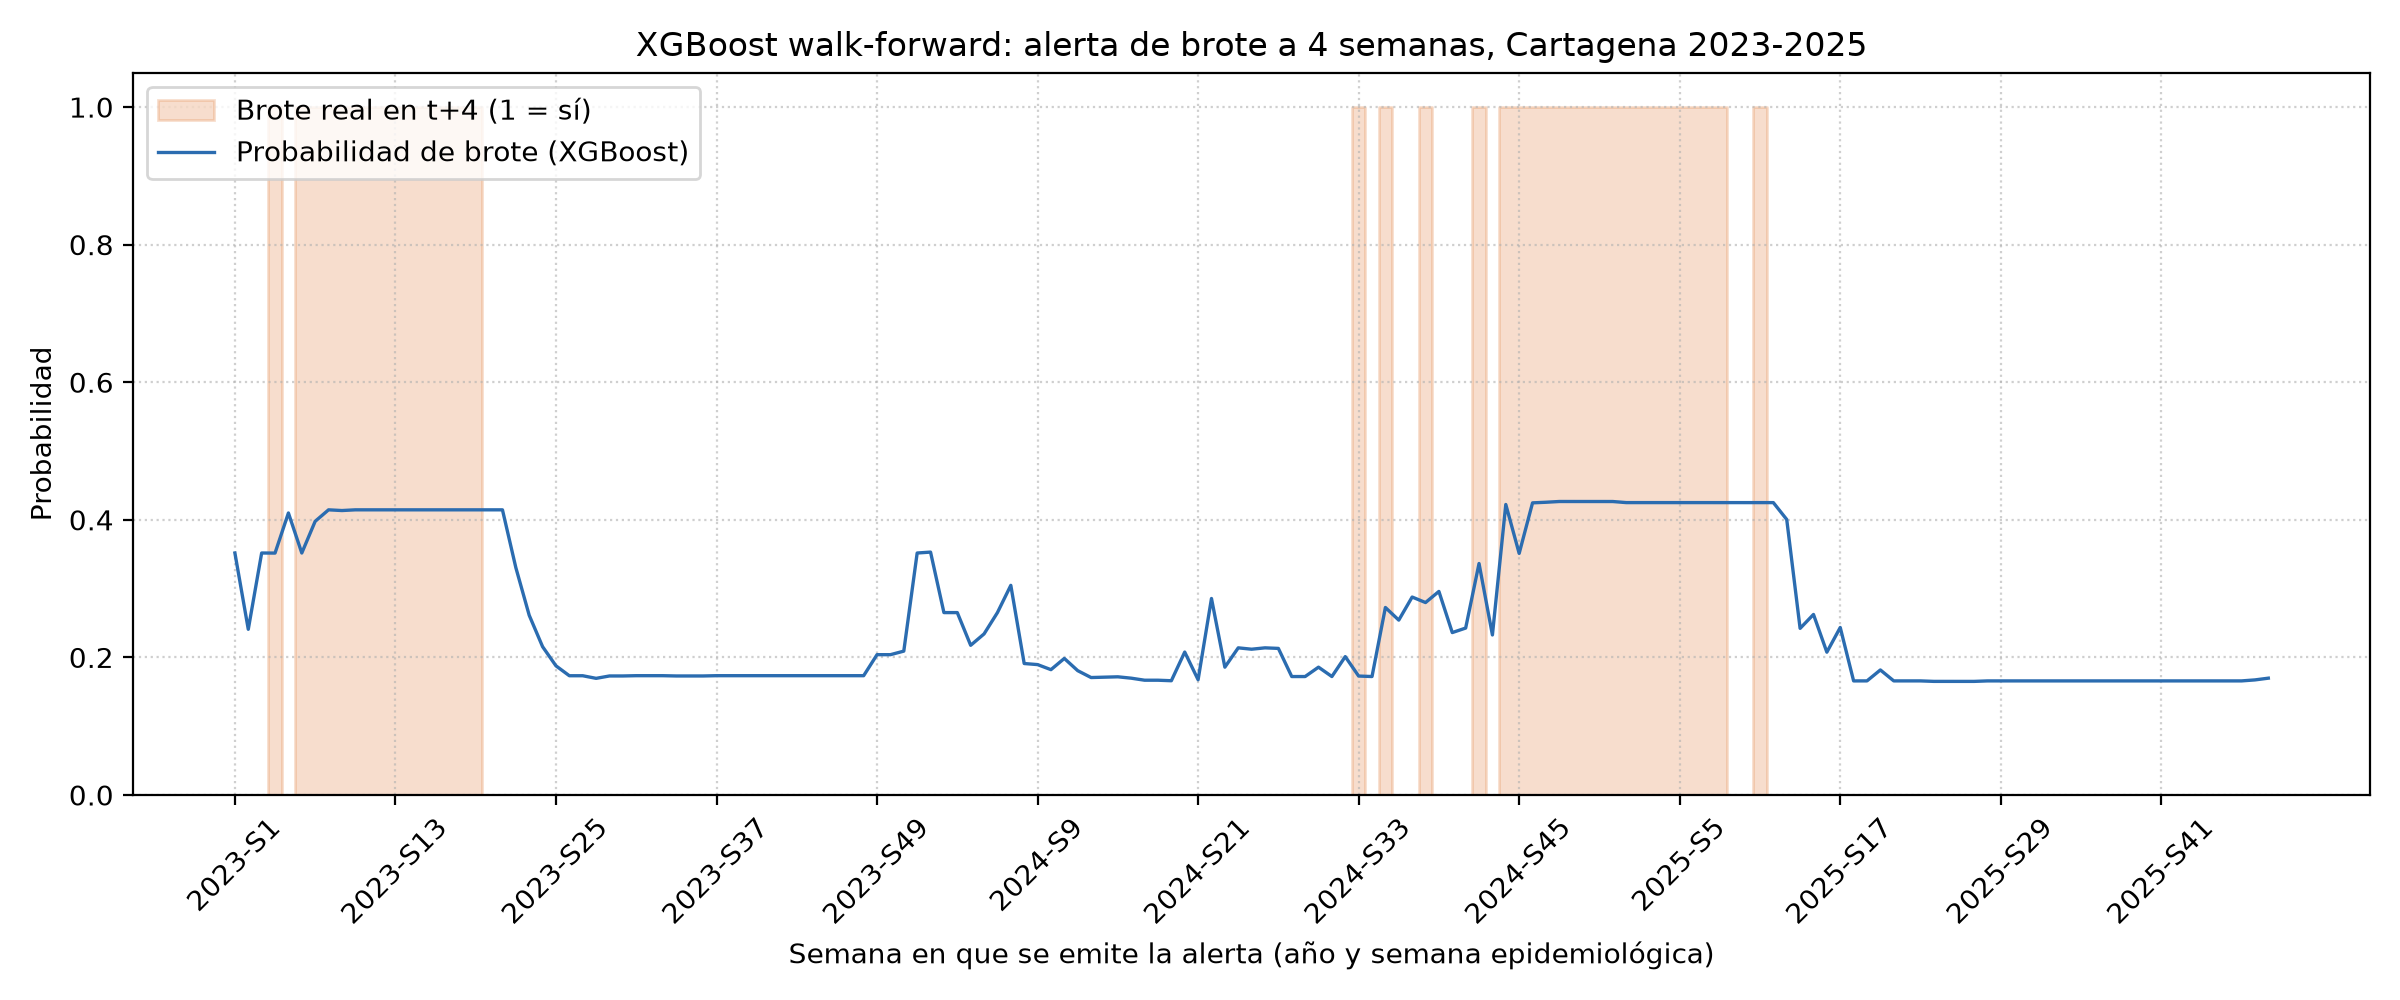 XGBoost walk-forward: alerta de brote a 4 semanas, Cartagena 2023-2025
Brote real en t+4 (1 = sí)
Probabilidad de brote (XGBoost)
Probabilidad
1.0
0.8
0.6
0.4
0.2
0.0
2023-S1
2023-S13
2023-S25
2023-S37
2023-S49
2024-S9
2024-S21
2024-S33
2024-S45
2025-S5
2025-S17
2025-S29
2025-S41
Semana en que se emite la alerta (año y semana epidemiológica)